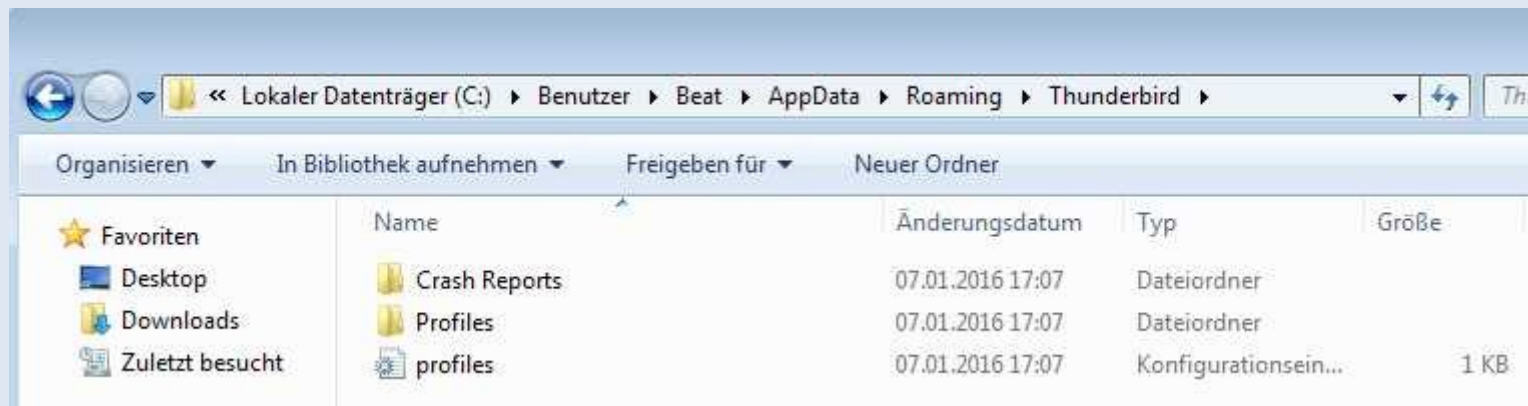 « Lokaler Datenträger (C:) ▸ Benutzer ▸ Beat ▸ AppData ▸ Roaming ▸ Thunderbird ▸ Th
Organisieren In Bibliothek aufnehmen Freigeben für Neuer Ordner
Favoriten
Desktop
Downloads
Zuletzt besucht
Name Änderungsdatum Typ Größe
Crash Reports 07.01.2016 17:07 Dateiordner
Profiles 07.01.2016 17:07 Dateiordner
profiles 07.01.2016 17:07 Konfigurationsein... 1 KB